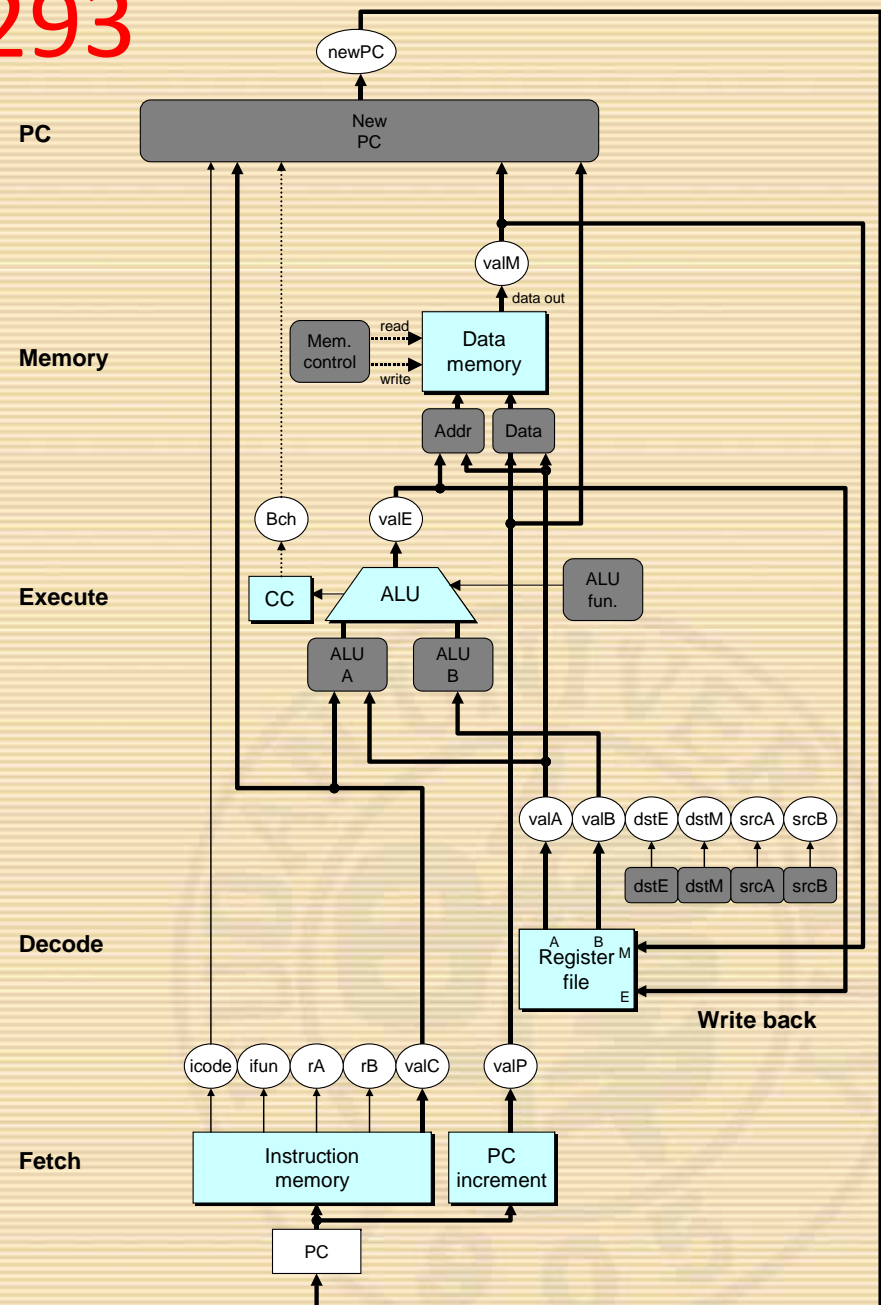 293
newPC
New
PC
PC
valM
data out
Mem.
control
read
write
Data
memory
Memory
Addr
Data
Bch
valE
CC
ALU
ALU
fun.
Execute
ALU
A
ALU
B
valA
valB
dstE
dstM
srcA
srcB
dstE
dstM
srcA
srcB
Decode
A
B
Register
file
M
E
Write back
icode
ifun
rA
rB
valC
valP
Fetch
Instruction
memory
PC
increment
PC